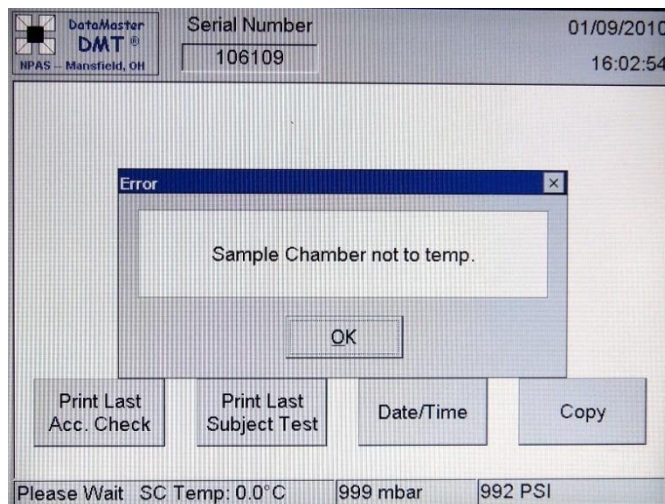 DataMaster
DMT ®
NPAS -- Mansfield, OH
Serial Number
106109
01/09/2010
16:02:54
Error
Sample Chamber not to temp.
OK
Print Last
Acc. Check
Print Last
Subject Test
Date/Time
Copy
Please Wait SC Temp: 0.0°C 999 mbar 992 PSI